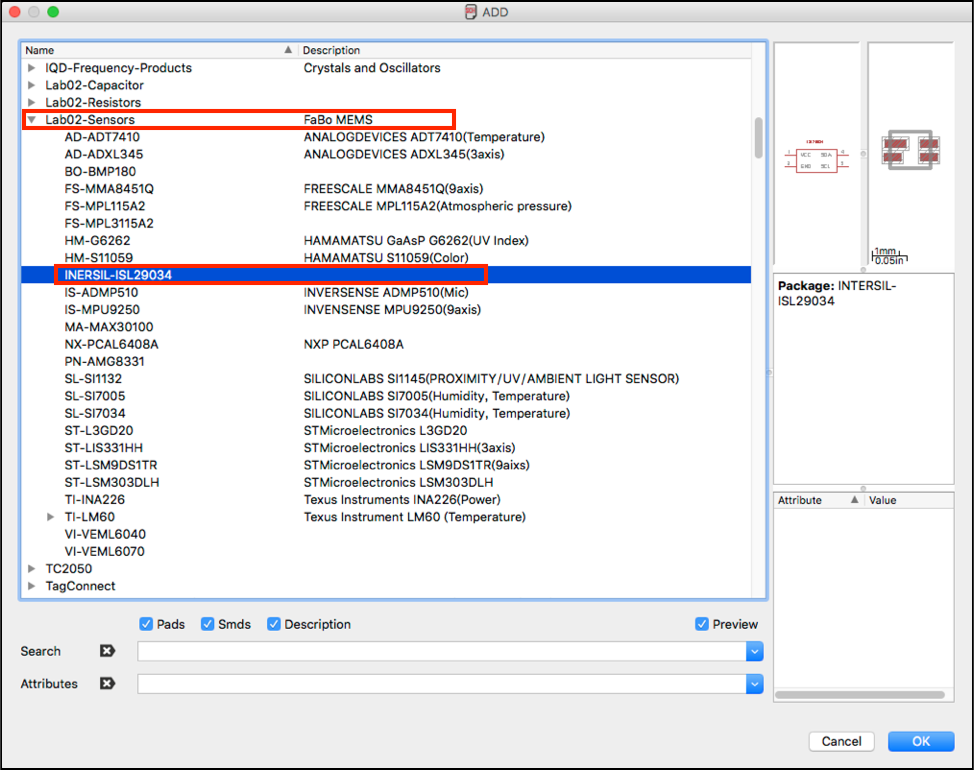 ADD
Name Description
IQD-Frequency-Products Crystals and Oscillators
Lab02-Capacitor
Lab02-Resistors
Lab02-Sensors FaBo MEMS
AD-ADT7410 ANALOGDEVICES ADT7410(Temperature)
AD-ADXL345 ANALOGDEVICES ADXL345(3axis)
BO-BMP180
FS-MMA8451Q FREESCALE MMA8451Q(9axis)
FS-MPL115A2 FREESCALE MPL115A2(Atmospheric pressure)
FS-MPL3115A2
HM-G6262 HAMAMATSU GaAsP G6262(UV Index)
HM-S11059 HAMAMATSU S11059(Color)
INERSIL-ISL29034
IS-ADMP510 INVERSENSE ADMP510(Mic)
IS-MPU9250 INVENSENSE MPU9250(9axis)
MA-MAX30100
NX-PCAL6408A NXP PCAL6408A
PN-AMG8331
SL-SI1132 SILICONLABS SI1145(PROXIMITY/UV/AMBIENT LIGHT SENSOR)
SL-SI7005 SILICONLABS SI7005(Humidity, Temperature)
SL-SI7034 SILICONLABS SI7034(Humidity, Temperature)
ST-L3GD20 STMicroelectronics L3GD20
ST-LIS331HH STMicroelectronics LIS331HH(3axis)
ST-LSM9DS1TR STMicroelectronics LSM9DS1TR(9aixs)
ST-LSM303DLH STMicroelectronics LSM303DLH
TI-INA226 Texus Instruments INA226(Power)
TI-LM60 Texus Instrument LM60 (Temperature)
VI-VEML6040
VI-VEML6070
TC2050
TagConnect
VCC SDA
GND SCL
1mm
0.05in
Package: INTERSIL-
ISL29034
Attribute Value
Pads Smds Description Preview
Search
Attributes
Cancel OK